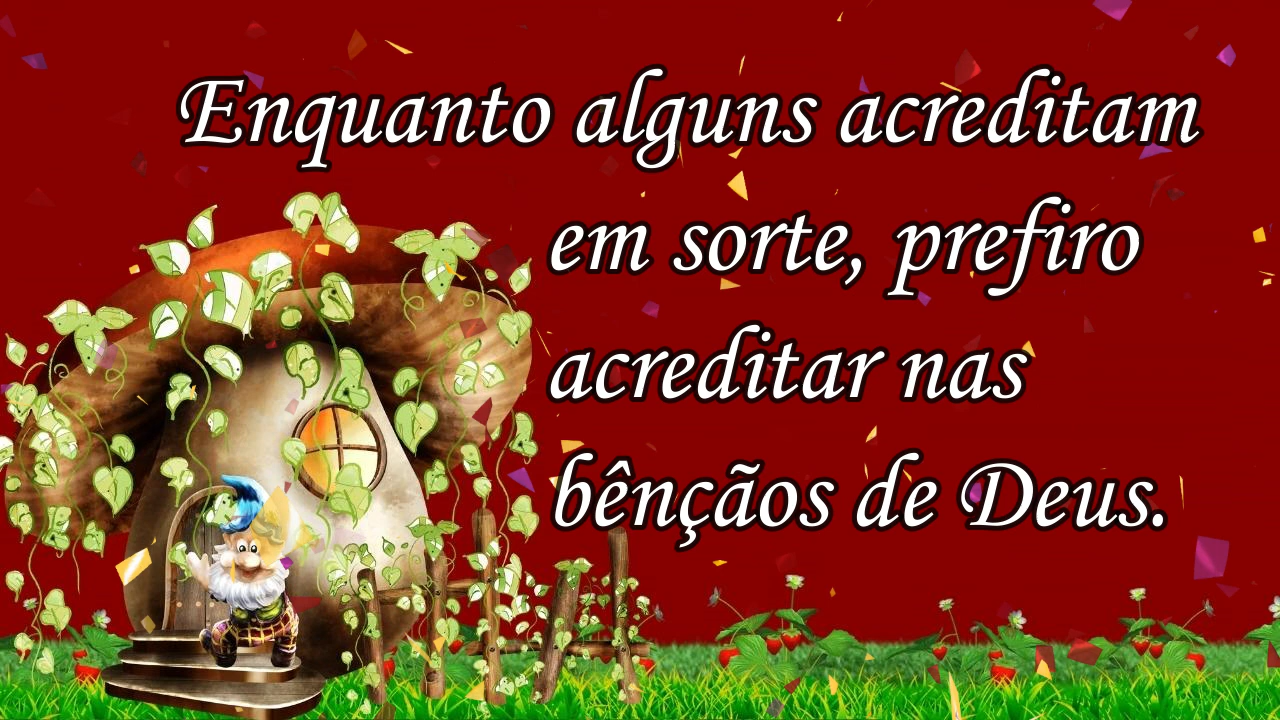 Enquanto alguns acreditam
em sorte, prefiro
acreditar nas
bênçãos de Deus.